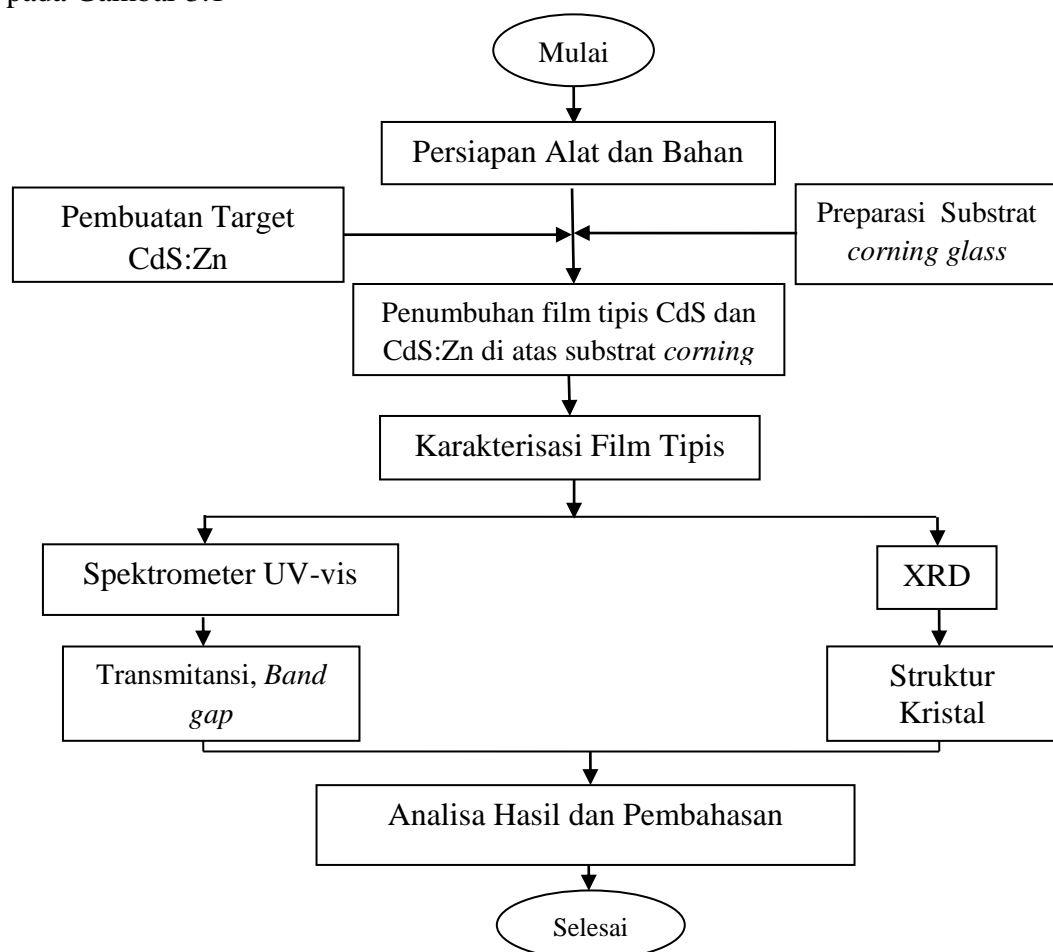 pada Gambar 3.1
Mulai
Persiapan Alat dan Bahan
Pembuatan Target
CdS:Zn
Preparasi Substrat
corning glass
Penumbuhan film tipis CdS dan
CdS:Zn di atas substrat corning
Karakterisasi Film Tipis
Spektrometer UV-vis
XRD
Transmitansi, Band
gap
Struktur
Kristal
Analisa Hasil dan Pembahasan
Selesai